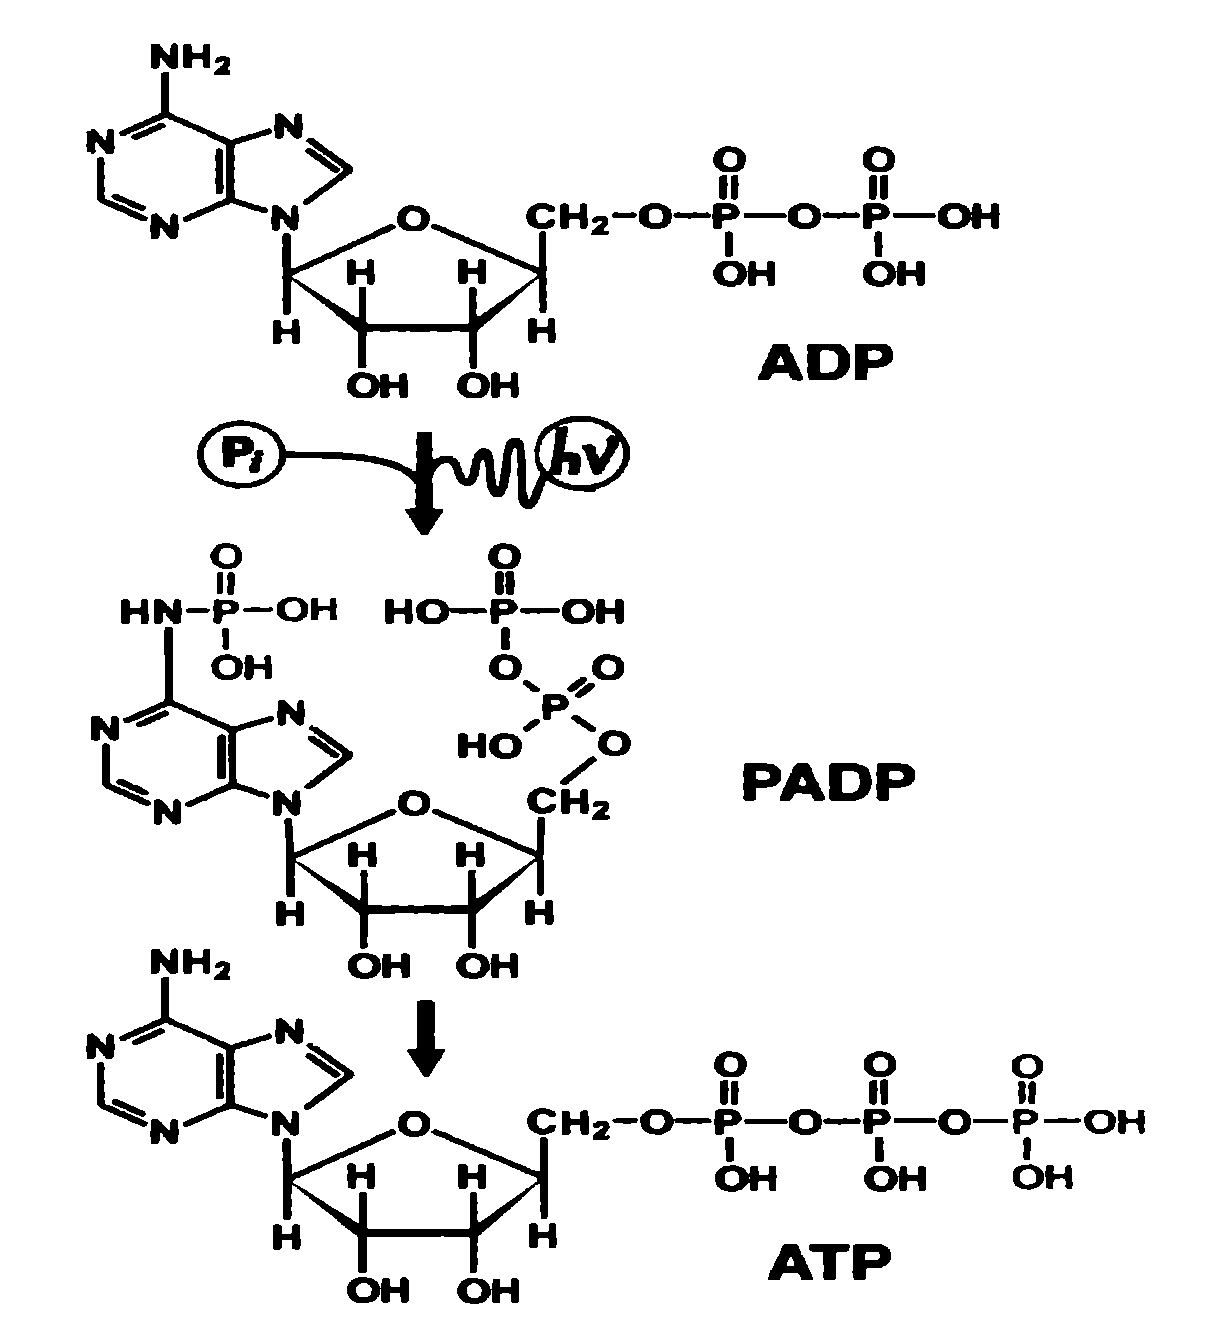 NH2
N N O O
N N O CH2-O-P-O-P-OH
H H OH OH
H H
OH OH
ADP
Pi hν
O O
HN-P-OH HO-P-OH
OH O O
P
N N HO O
N N O CH2
PADP
H H
H H
OH OH
NH2
N N O O O
N N O CH2-O-P-O-P-O-P-OH
H H OH OH OH
H H
ATP
OH OH